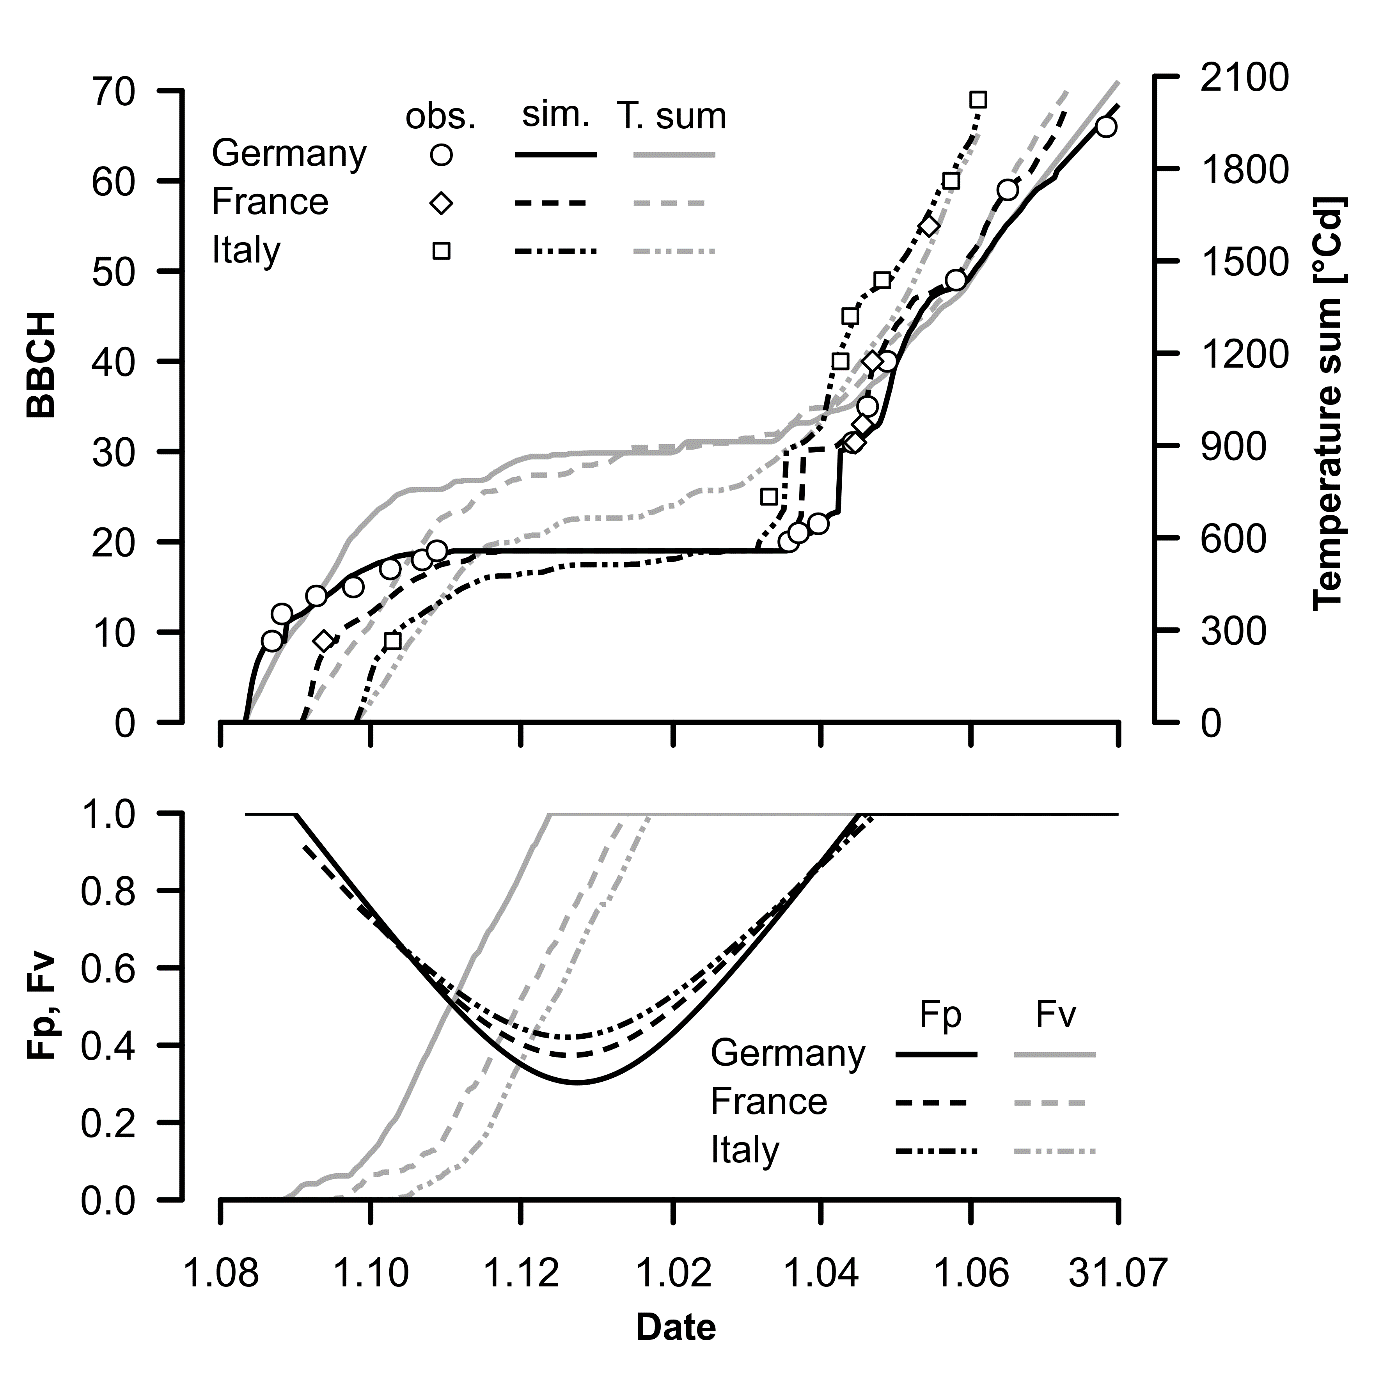 obs. sim. T. sum
Germany
France
Italy
70
60
50
40
30
20
10
0
BBCH
2100
1800
1500
1200
900
600
300
0
Temperature sum [°Cd]
1.0
0.8
0.6
0.4
0.2
0.0
Fp, Fv
Fp Fv
Germany
France
Italy
1.08 1.10 1.12 1.02 1.04 1.06 31.07
Date